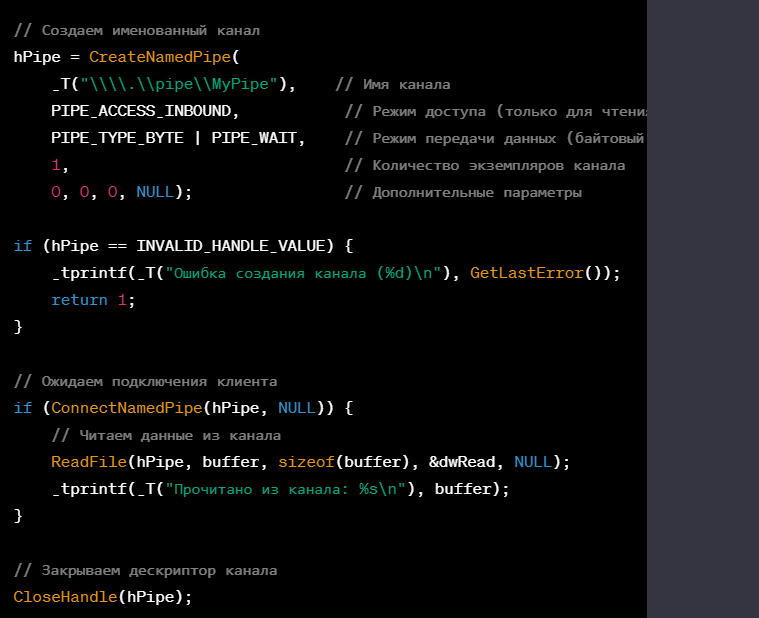 // Создаем именованный канал
hPipe = CreateNamedPipe(
    _T("\\\\.\\pipe\\MyPipe"),    // Имя канала
    PIPE_ACCESS_INBOUND,           // Режим доступа (только для чтени
    PIPE_TYPE_BYTE | PIPE_WAIT,    // Режим передачи данных (байтовый
    1,                             // Количество экземпляров канала
    0, 0, 0, NULL);                // Дополнительные параметры

if (hPipe == INVALID_HANDLE_VALUE) {
    _tprintf(_T("Ошибка создания канала (%d)\n"), GetLastError());
    return 1;
}

// Ожидаем подключения клиента
if (ConnectNamedPipe(hPipe, NULL)) {
    // Читаем данные из канала
    ReadFile(hPipe, buffer, sizeof(buffer), &dwRead, NULL);
    _tprintf(_T("Прочитано из канала: %s\n"), buffer);
}

// Закрываем дескриптор канала
CloseHandle(hPipe);